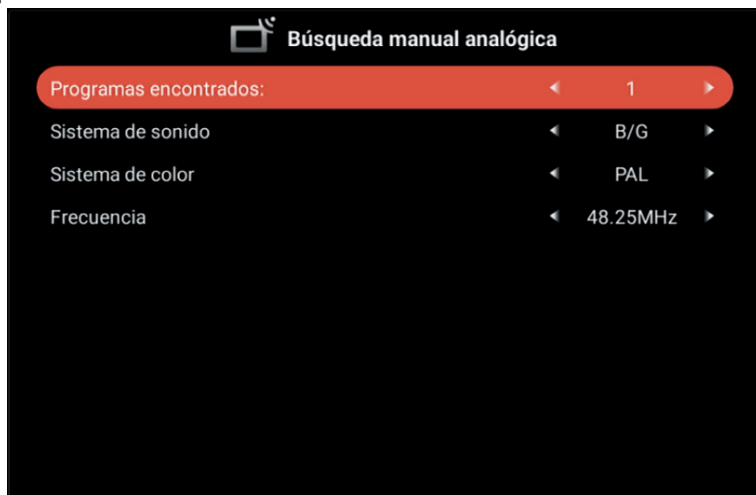 Búsqueda manual analógica
Programas encontrados: 1
Sistema de sonido B/G
Sistema de color PAL
Frecuencia 48.25MHz